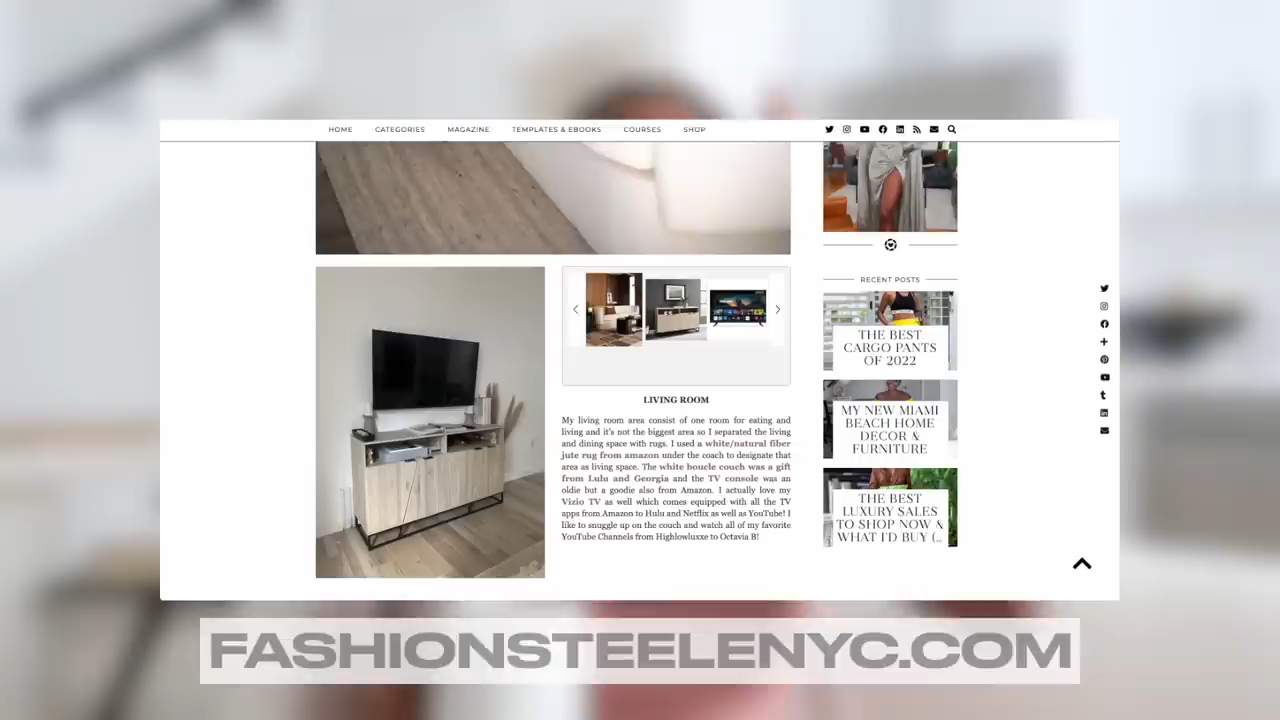 HOME CATEGORIES MAGAZINE TEMPLATES & EBOOKS COURSES SHOP
LIVING ROOM
My living room area consist of one room for eating and
living and it's not the biggest area so I separated the living
and dining space with rugs. I used a white/natural fiber
jute rug from amazon under the coach to designate that
area as living space. The white boucle couch was a gift
from Lulu and Georgia and the TV console was an
oldie but a goodie also from Amazon. I actually love my
Vizio TV as well which comes equipped with all the TV
apps from Amazon to Hulu and Netflix as well as YouTube! I
like to snuggle up on the couch and watch all of my favorite
YouTube Channels from Highlowluxxe to Octavia B!
RECENT POSTS
THE BEST
CARGO PANTS
OF 2022
MY NEW MIAMI
BEACH HOME
DECOR &
FURNITURE
THE BEST
LUXURY SALES
TO SHOP NOW &
WHAT I'D BUY (...
FASHIONSTEELENYC.COM